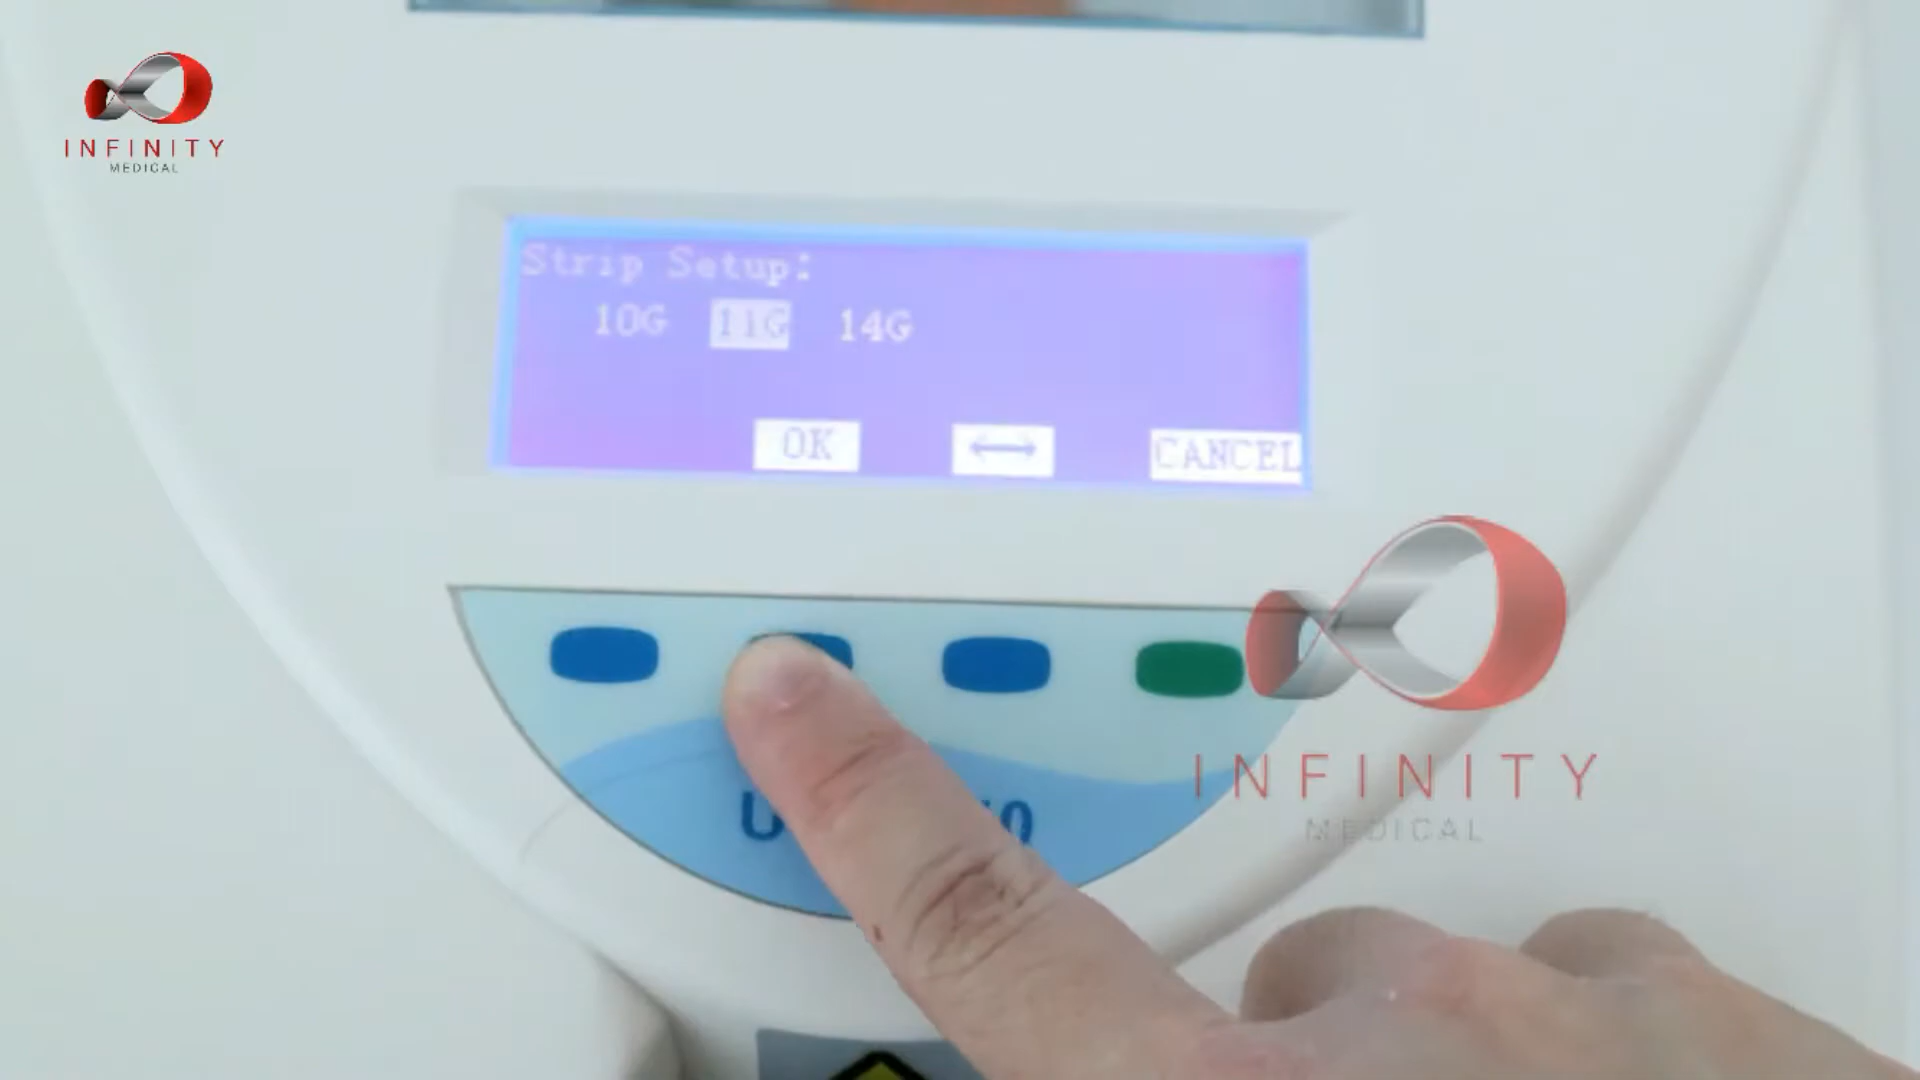 INFINITY
MEDICAL
Strip Setup:
10G 11G 14G
OK ↔ CANCEL
INFINITY
MEDICAL